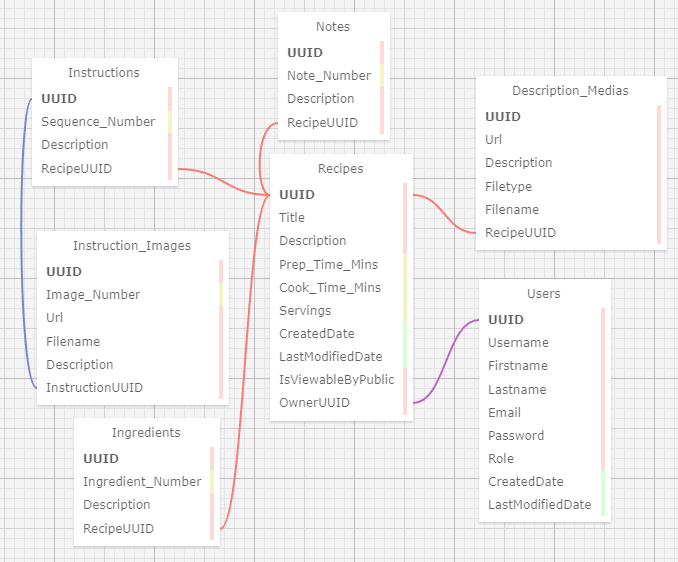 Notes
UUID
Note_Number
Description
RecipeUUID
Instructions
UUID
Sequence_Number
Description
RecipeUUID
Description_Medias
UUID
Url
Description
Filetype
Filename
RecipeUUID
Recipes
UUID
Title
Description
Prep_Time_Mins
Cook_Time_Mins
Servings
CreatedDate
LastModifiedDate
IsViewableByPublic
OwnerUUID
Instruction_Images
UUID
Image_Number
Url
Filename
Description
InstructionUUID
Users
UUID
Username
Firstname
Lastname
Email
Password
Role
CreatedDate
LastModifiedDate
Ingredients
UUID
Ingredient_Number
Description
RecipeUUID